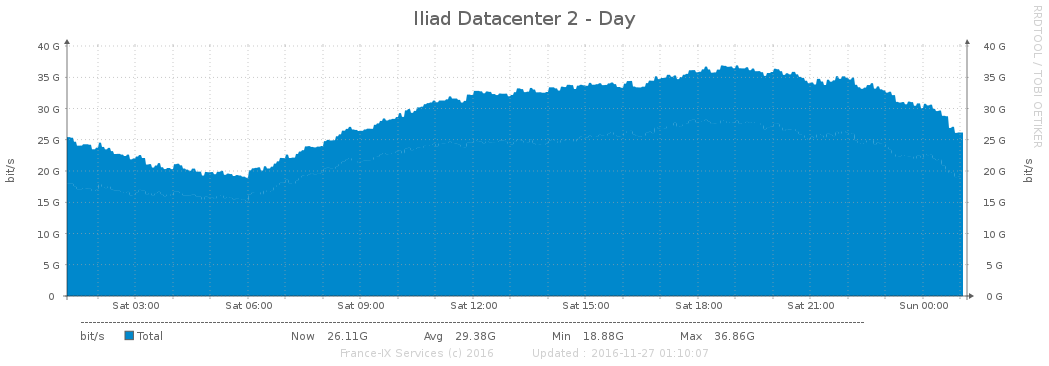 Iliad Datacenter 2 - Day
RRDTOOL / TOBI OETIKER
40 G 40 G
35 G 35 G
30 G 30 G
25 G 25 G
20 G 20 G
15 G 15 G
10 G 10 G
5 G 5 G
0 0 G
bit/s bit/s
Sat 03:00 Sat 06:00 Sat 09:00 Sat 12:00 Sat 15:00 Sat 18:00 Sat 21:00 Sun 00:00
bit/s Total Now 26.11G Avg 29.38G Min 18.88G Max 36.86G
France-IX Services (c) 2016 Updated : 2016-11-27 01:10:07